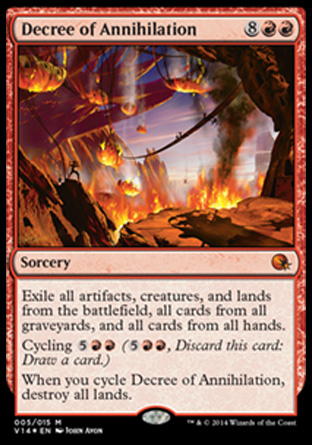 Decree of Annihilation 8
Sorcery
Exile all artifacts, creatures, and lands
from the battlefield, all cards from all
graveyards, and all cards from all hands.
Cycling 5 (5, Discard this card:
Draw a card.)
When you cycle Decree of Annihilation,
destroy all lands.
005/015 M
V14★EN John Avon
™ & © 2014 Wizards of the Coast